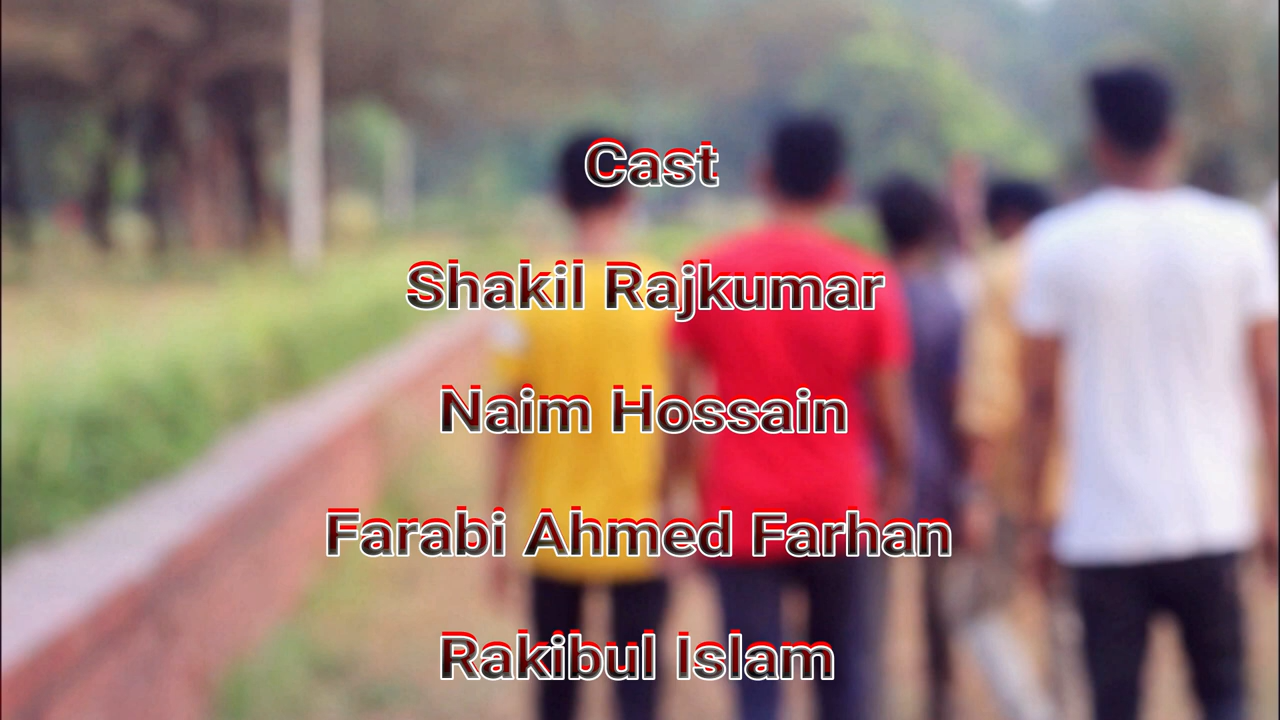 Cast
Shakil Rajkumar
Naim Hossain
Farabi Ahmed Farhan
Rakibul Islam